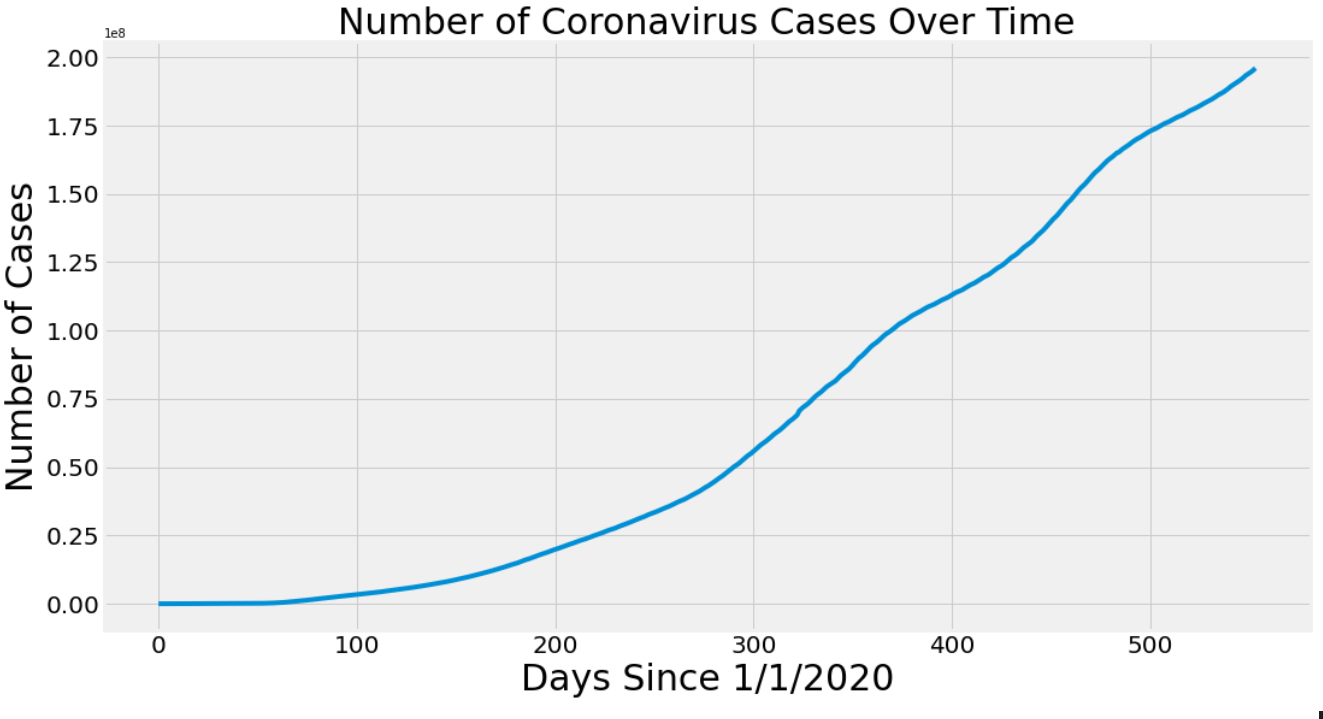 Number of Coronavirus Cases Over Time
1e8
2.00
1.75
1.50
1.25
1.00
0.75
0.50
0.25
0.00
Number of Cases
0 100 200 300 400 500
Days Since 1/1/2020